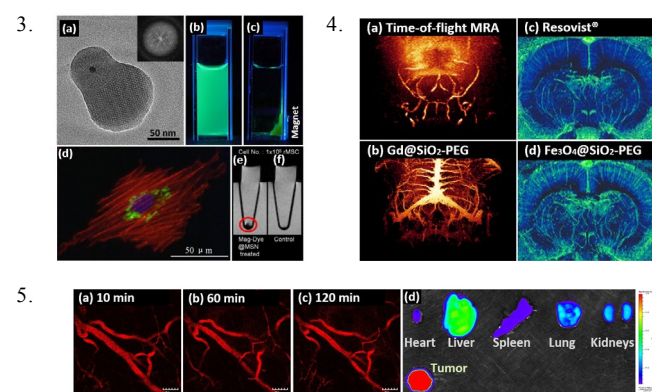 3.
(a)
50 nm
(b)
(c)
Magnet
(d)
50 μm
Cell No. : 1x10⁵ rMSC
(e)
(f)
Mag-Dye
@MSN
treated
Control
4.
(a) Time-of-flight MRA
(c) Resovist®
(b) Gd@SiO₂-PEG
(d) Fe₃O₄@SiO₂-PEG
5.
(a) 10 min
(b) 60 min
(c) 120 min
(d)
Heart
Liver
Spleen
Lung
Kidneys
Tumor